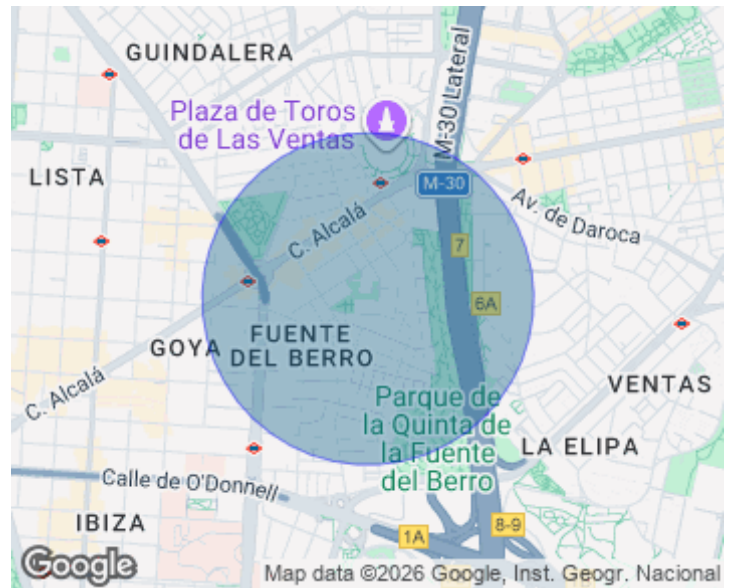 GUINDALERA
Plaza de Toros
de Las Ventas
M-30 Lateral
LISTA
M-30
C. Alcalá
Av. de Daroca
7
6A
FUENTE
DEL BERRO
GOYA
C. Alcalá
VENTAS
Parque de
la Quinta de
la Fuente
del Berro
LA ELIPA
Calle de O'Donnell
IBIZA
1A
8-9
Google
Map data ©2026 Google, Inst. Geogr. Nacional